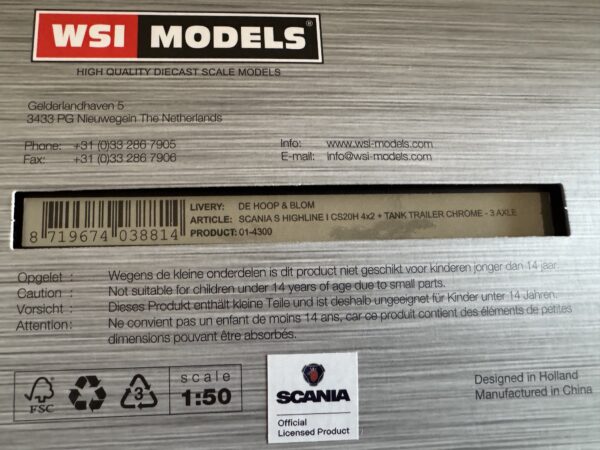 WSI MODELS®
HIGH QUALITY DIECAST SCALE MODELS
Gelderlandhaven 5
3433 PG Nieuwegein The Netherlands
Phone: +31 (0)33 286 7905
Fax: +31 (0)33 286 7906
Info: www.wsi-models.com
E-mail: info@wsi-models.com
8 719674 038814
LIVERY: DE HOOP & BLOM
ARTICLE: SCANIA S HIGHLINE I CS20H 4x2 + TANK TRAILER CHROME - 3 AXLE
PRODUCT: 01-4300
Opgelet : Wegens de kleine onderdelen is dit product niet geschikt voor kinderen jonger dan 14 jaar.
Caution : Not suitable for children under 14 years of age due to small parts.
Vorsicht : Dieses Produkt enthält kleine Teile und ist deshalb ungeeignet für Kinder unter 14 Jahren.
Attention: Ne convient pas un enfant de moins 14 ans, car ce produit contient des éléments de petites
dimensions pouvant être absorbés.
FSC
3
scale
1:50
SCANIA
Official
Licensed Product
Designed in Holland
Manufactured in China